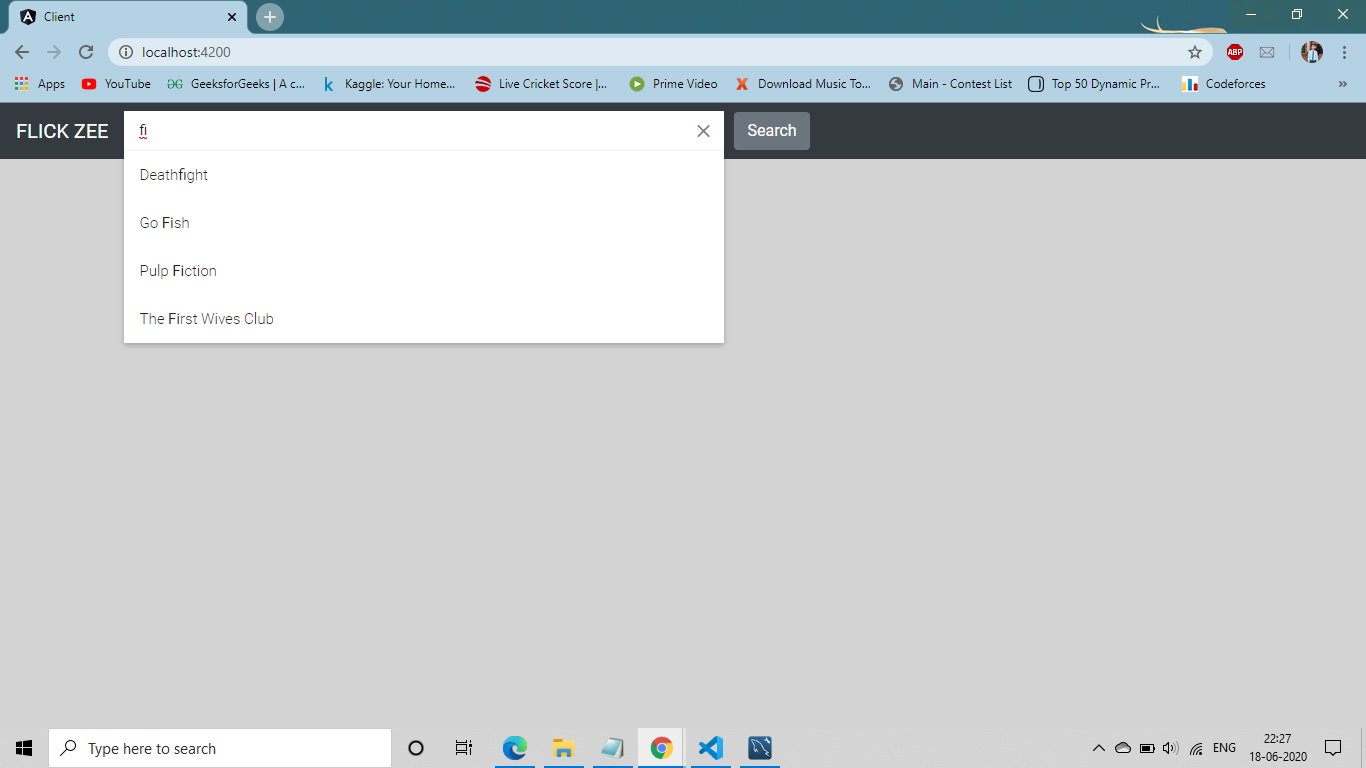 Client
localhost:4200
ABP
Apps YouTube GeeksforGeeks | A c... Kaggle: Your Home... Live Cricket Score |... Prime Video Download Music To... Main - Contest List Top 50 Dynamic Pr... Codeforces »
FLICK ZEE fi Search
Deathfight
Go Fish
Pulp Fiction
The First Wives Club
Type here to search ENG 22:27
18-06-2020